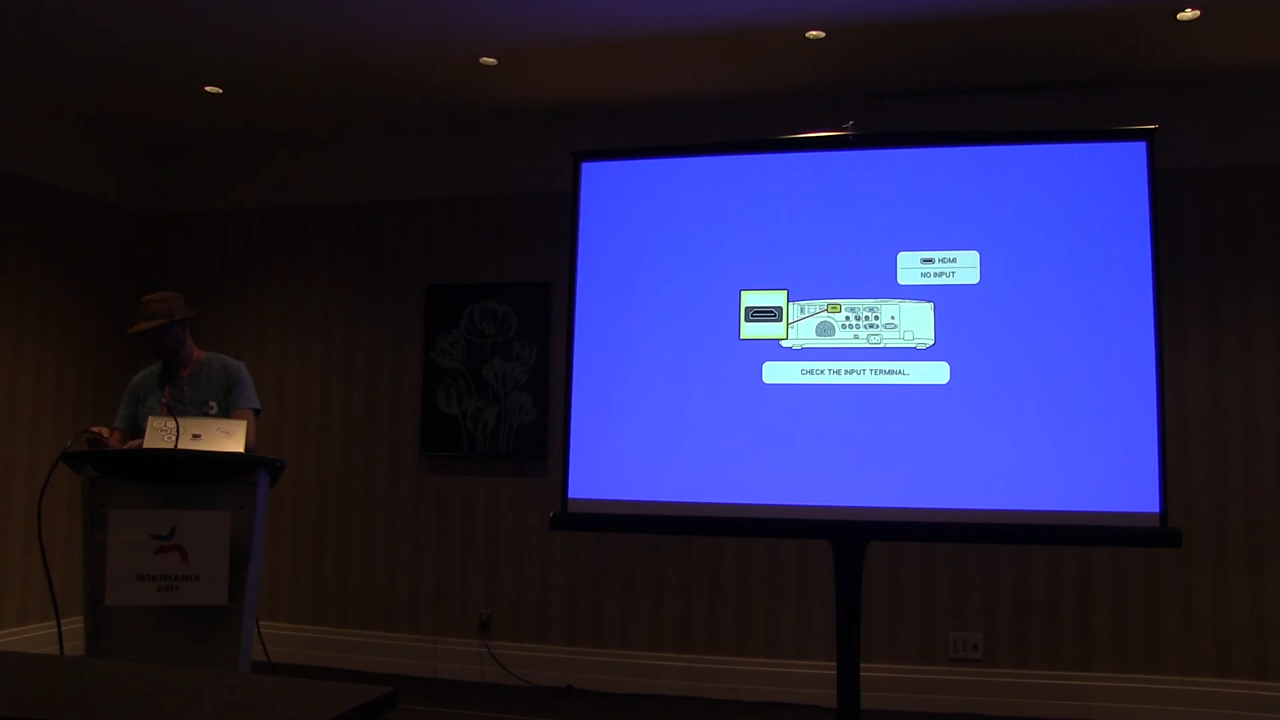 HDMI
NO INPUT
CHECK THE INPUT TERMINAL.
WIKIMANIA
2017